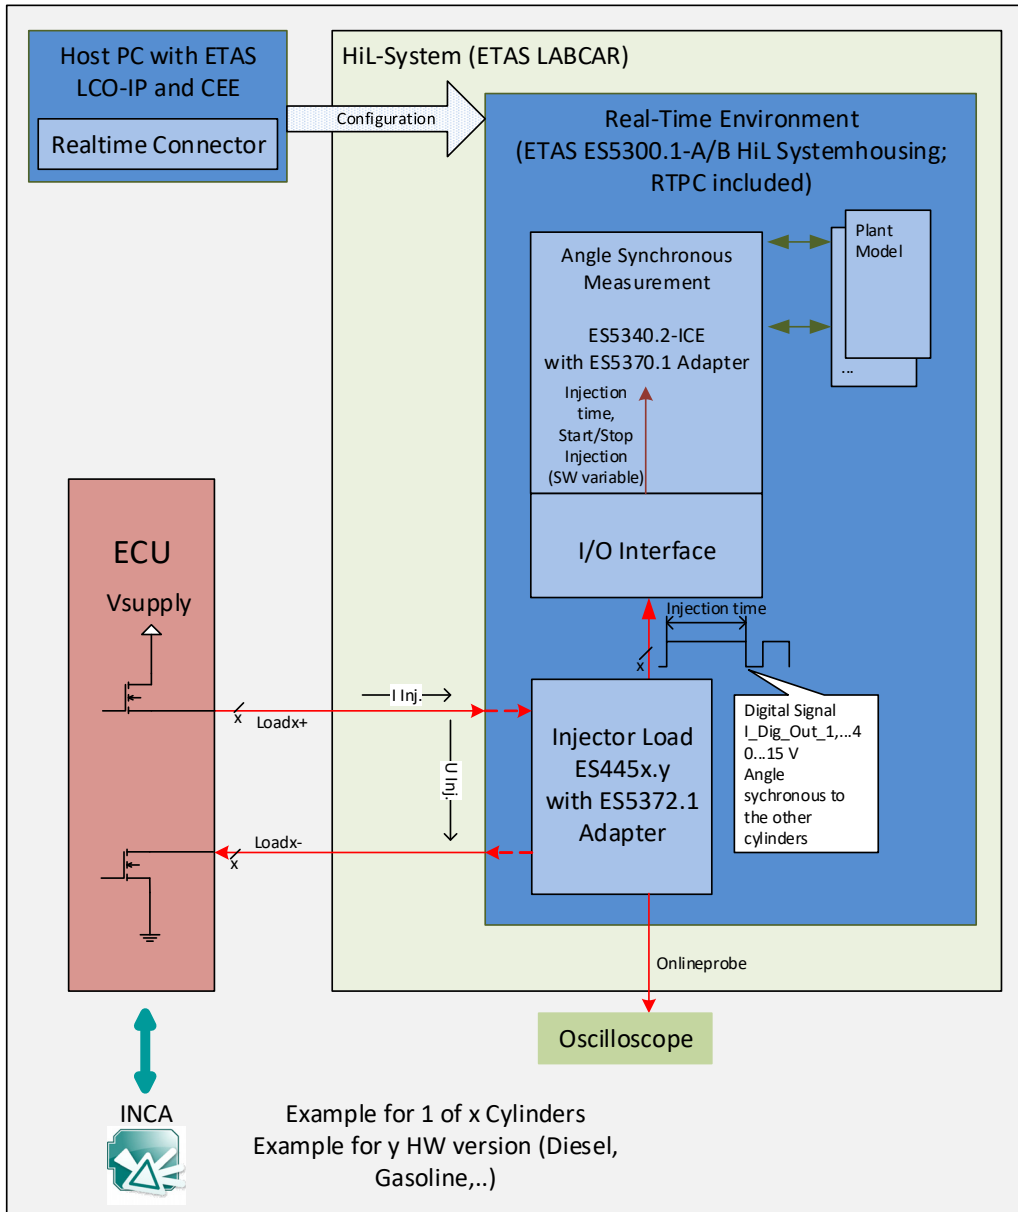 Host PC with ETAS
LCO-IP and CEE
Realtime Connector
Configuration
HiL-System (ETAS LABCAR)
Real-Time Environment
(ETAS ES5300.1-A/B HiL Systemhousing;
RTPC included)
Angle Synchronous
Measurement
ES5340.2-ICE
with ES5370.1 Adapter
Injection
time,
Start/Stop
Injection
(SW variable)
Plant
Model
...
I/O Interface
Injection time
x
ECU
Vsupply
x
Loadx+
I Inj.
U Inj.
Loadx-
x
Injector Load
ES445x.y
with ES5372.1
Adapter
Digital Signal
I_Dig_Out_1,...4
0...15 V
Angle
sychronous to
the other
cylinders
Onlineprobe
Oscilloscope
INCA
Example for 1 of x Cylinders
Example for y HW version (Diesel,
Gasoline,..)